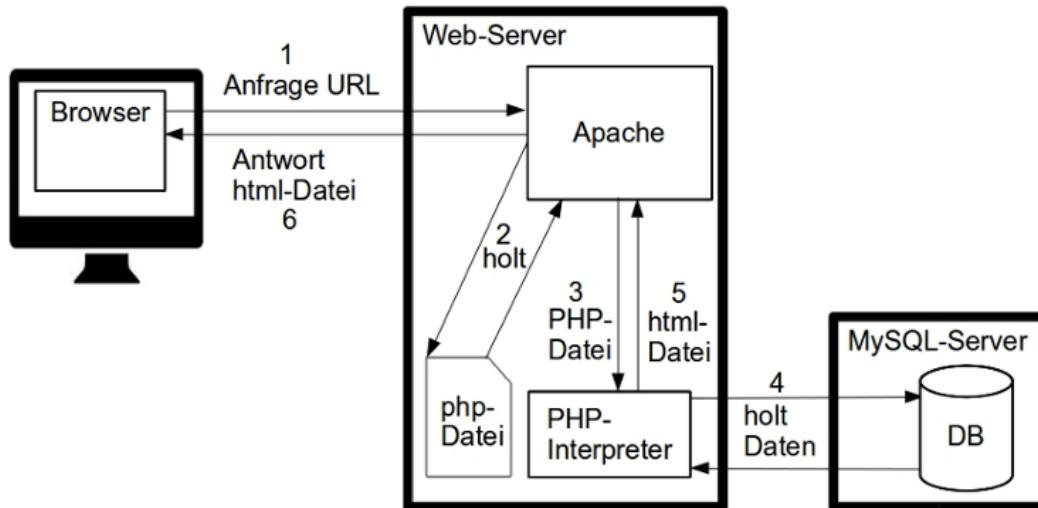 Web-Server
1
Anfrage URL
Browser
Apache
Antwort
html-Datei
6
2
holt
3
PHP-
Datei
5
html-
Datei
MySQL-Server
4
holt
Daten
php-
Datei
PHP-
Interpreter
DB